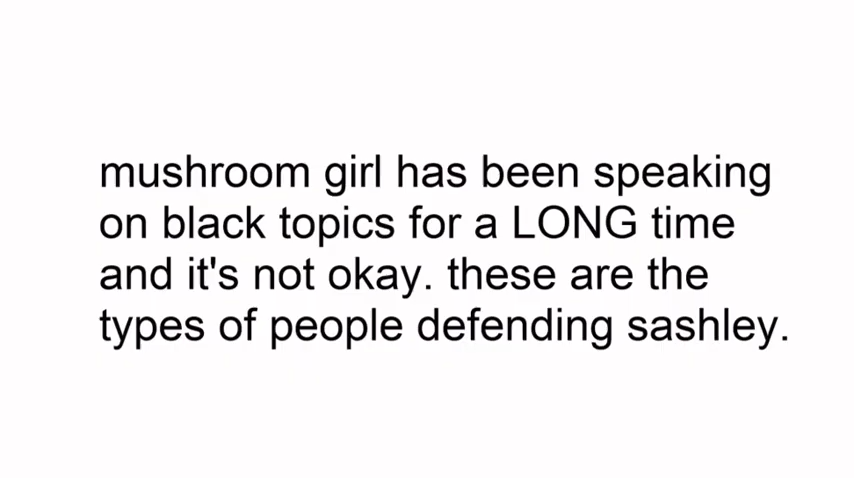 mushroom girl has been speaking
on black topics for a LONG time
and it's not okay. these are the
types of people defending sashley.